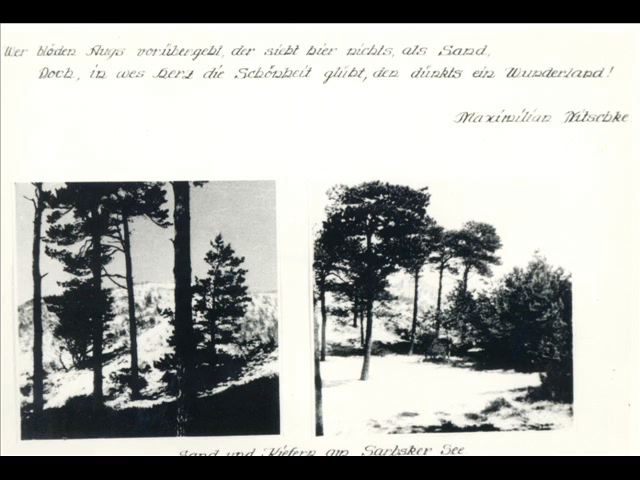 Wer blöden Augs vorübergeht, der sieht hier nichts, als Sand,
Doch, in wes Herz die Schönheit glüht, den dünkts ein Wunderland!
Maximilian Nitschke
Sand und Kiefern am Sarbsker See